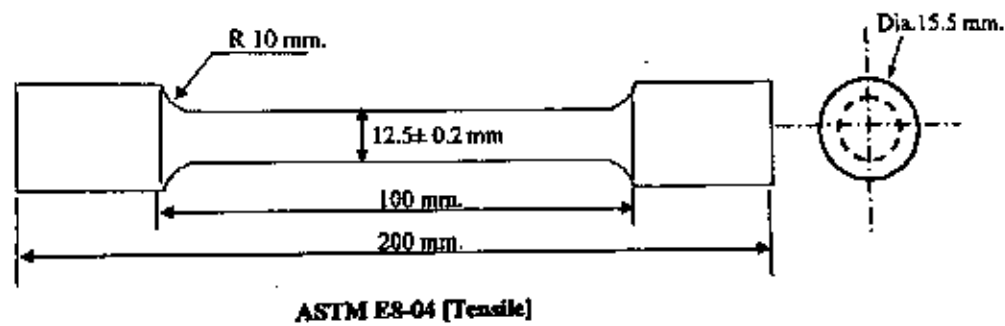 Dia.15.5 mm.
R 10 mm.
12.5± 0.2 mm
100 mm.
200 mm.
ASTM E8-04 [Tensile]